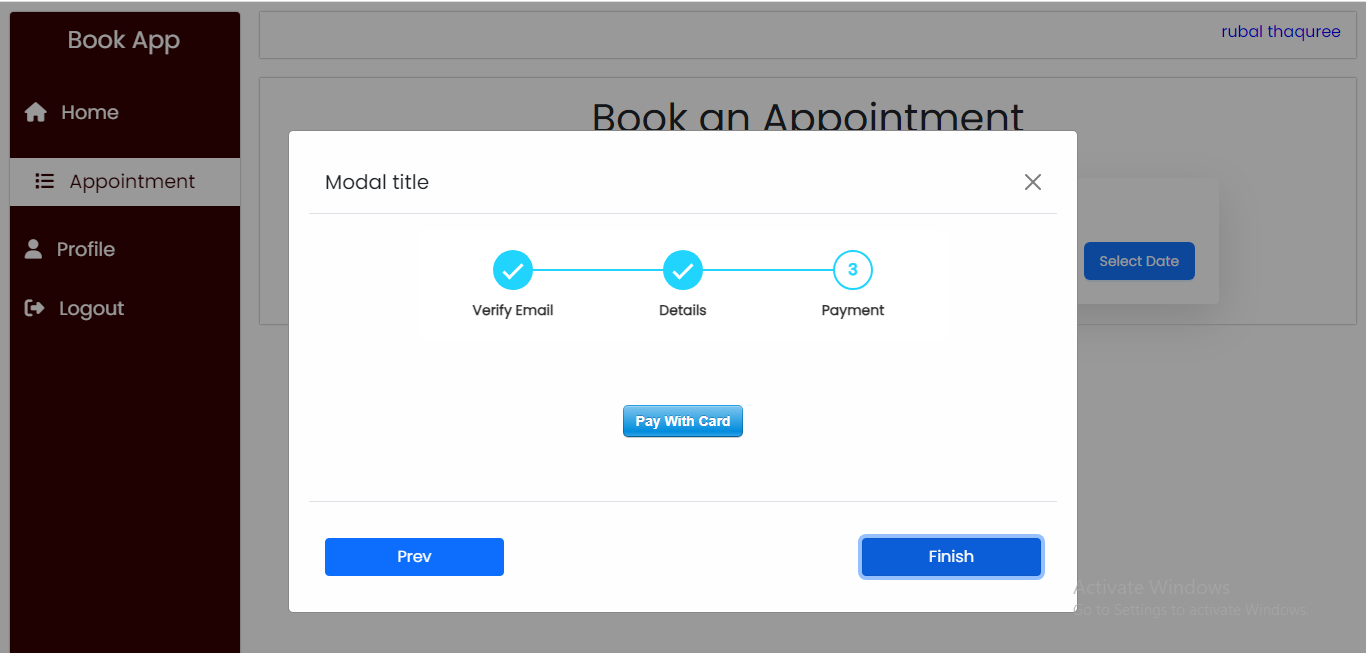 Book App
rubal thaquree
Home
Appointment
Profile
Logout
Book an Appointment
Select Date
Modal title
3
Verify Email
Details
Payment
Pay With Card
Prev
Finish
Activate Windows
Go to Settings to activate Windows.